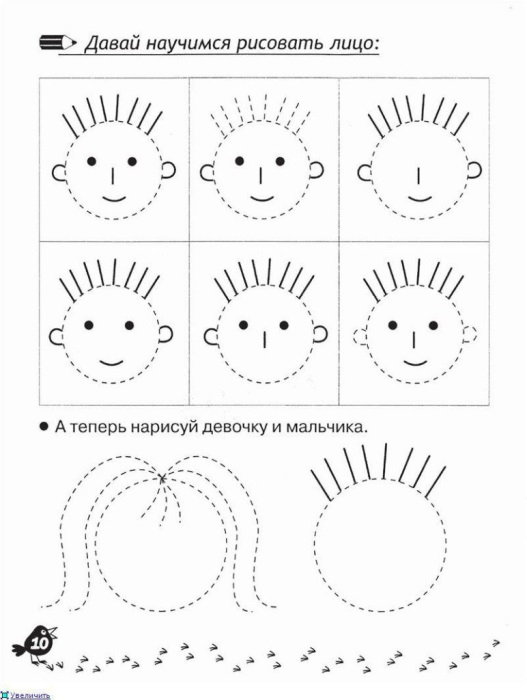 Давай научимся рисовать лицо:
А теперь нарисуй девочку и мальчика.
10
Увеличить